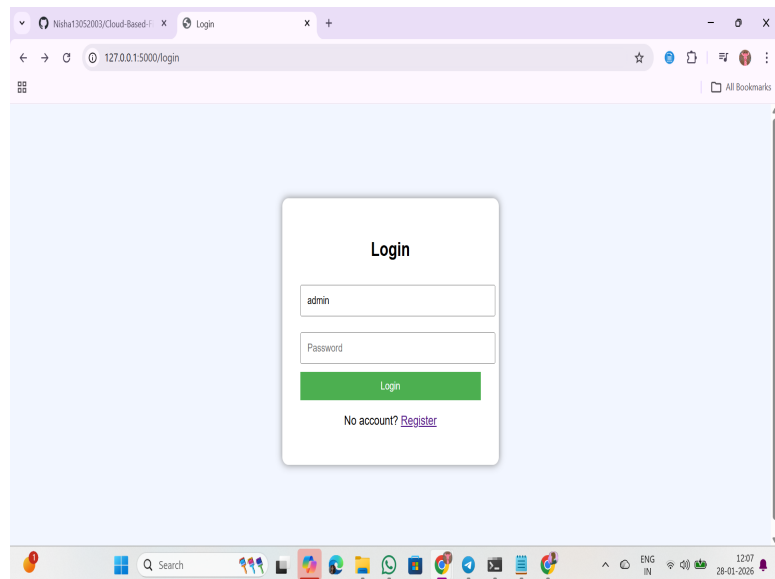 Nisha13052003/Cloud-Based-F
Login
127.0.0.1:5000/login
All Bookmarks
Login
admin
Password
Login
No account? Register
1
Search
ENG
IN
12:07
28-01-2026